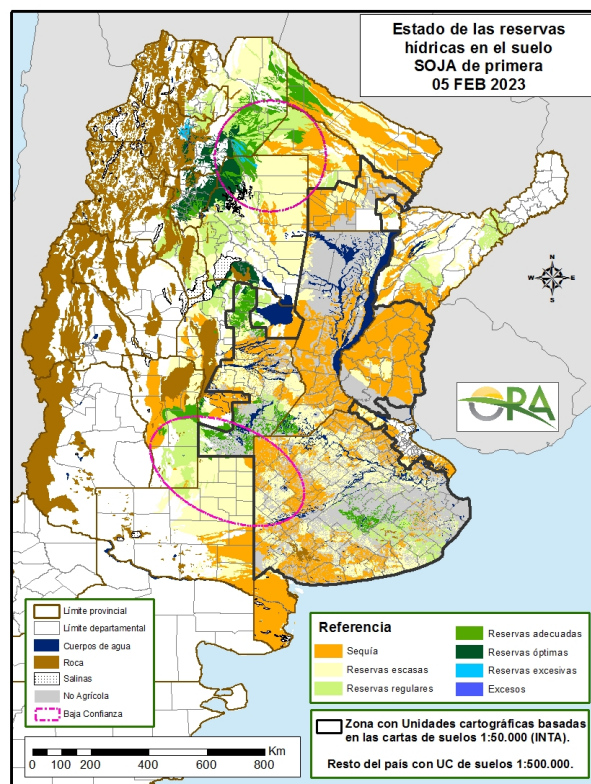 Estado de las reservas
hídricas en el suelo
SOJA de primera
05 FEB 2023
N
W E
S
ORA
Límite provincial
Límite departamental
Cuerpos de agua
Roca
Salinas
No Agrícola
Baja Confianza
Referencia
Sequía
Reservas escasas
Reservas regulares
Reservas adecuadas
Reservas óptimas
Reservas excesivas
Excesos
Zona con Unidades cartográficas basadas
en las cartas de suelos 1:50.000 (INTA).
Resto del país con UC de suelos 1:500.000.
Km
0 50 100 200 400 600 800